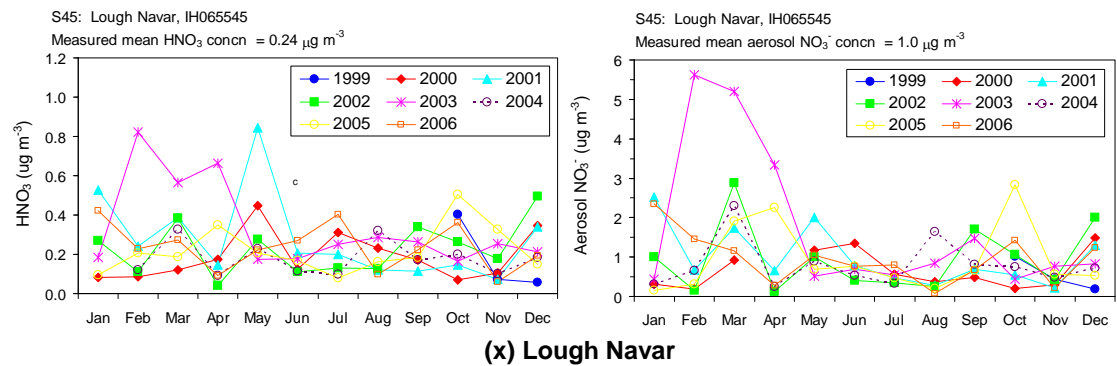 S45: Lough Navar, IH065545
Measured mean HNO3 concn = 0.24 µg m-3
HNO3 (ug m-3)
1.2
1.0
0.8
0.6
0.4
0.2
0.0
1999 2000 2001
2002 2003 2004
2005 2006
c
Jan Feb Mar Apr May Jun Jul Aug Sep Oct Nov Dec
S45: Lough Navar, IH065545
Measured mean aerosol NO3- concn = 1.0 µg m-3
Aerosol NO3- (ug m-3)
6
5
4
3
2
1
0
1999 2000 2001
2002 2003 2004
2005 2006
Jan Feb Mar Apr May Jun Jul Aug Sep Oct Nov Dec
(x) Lough Navar